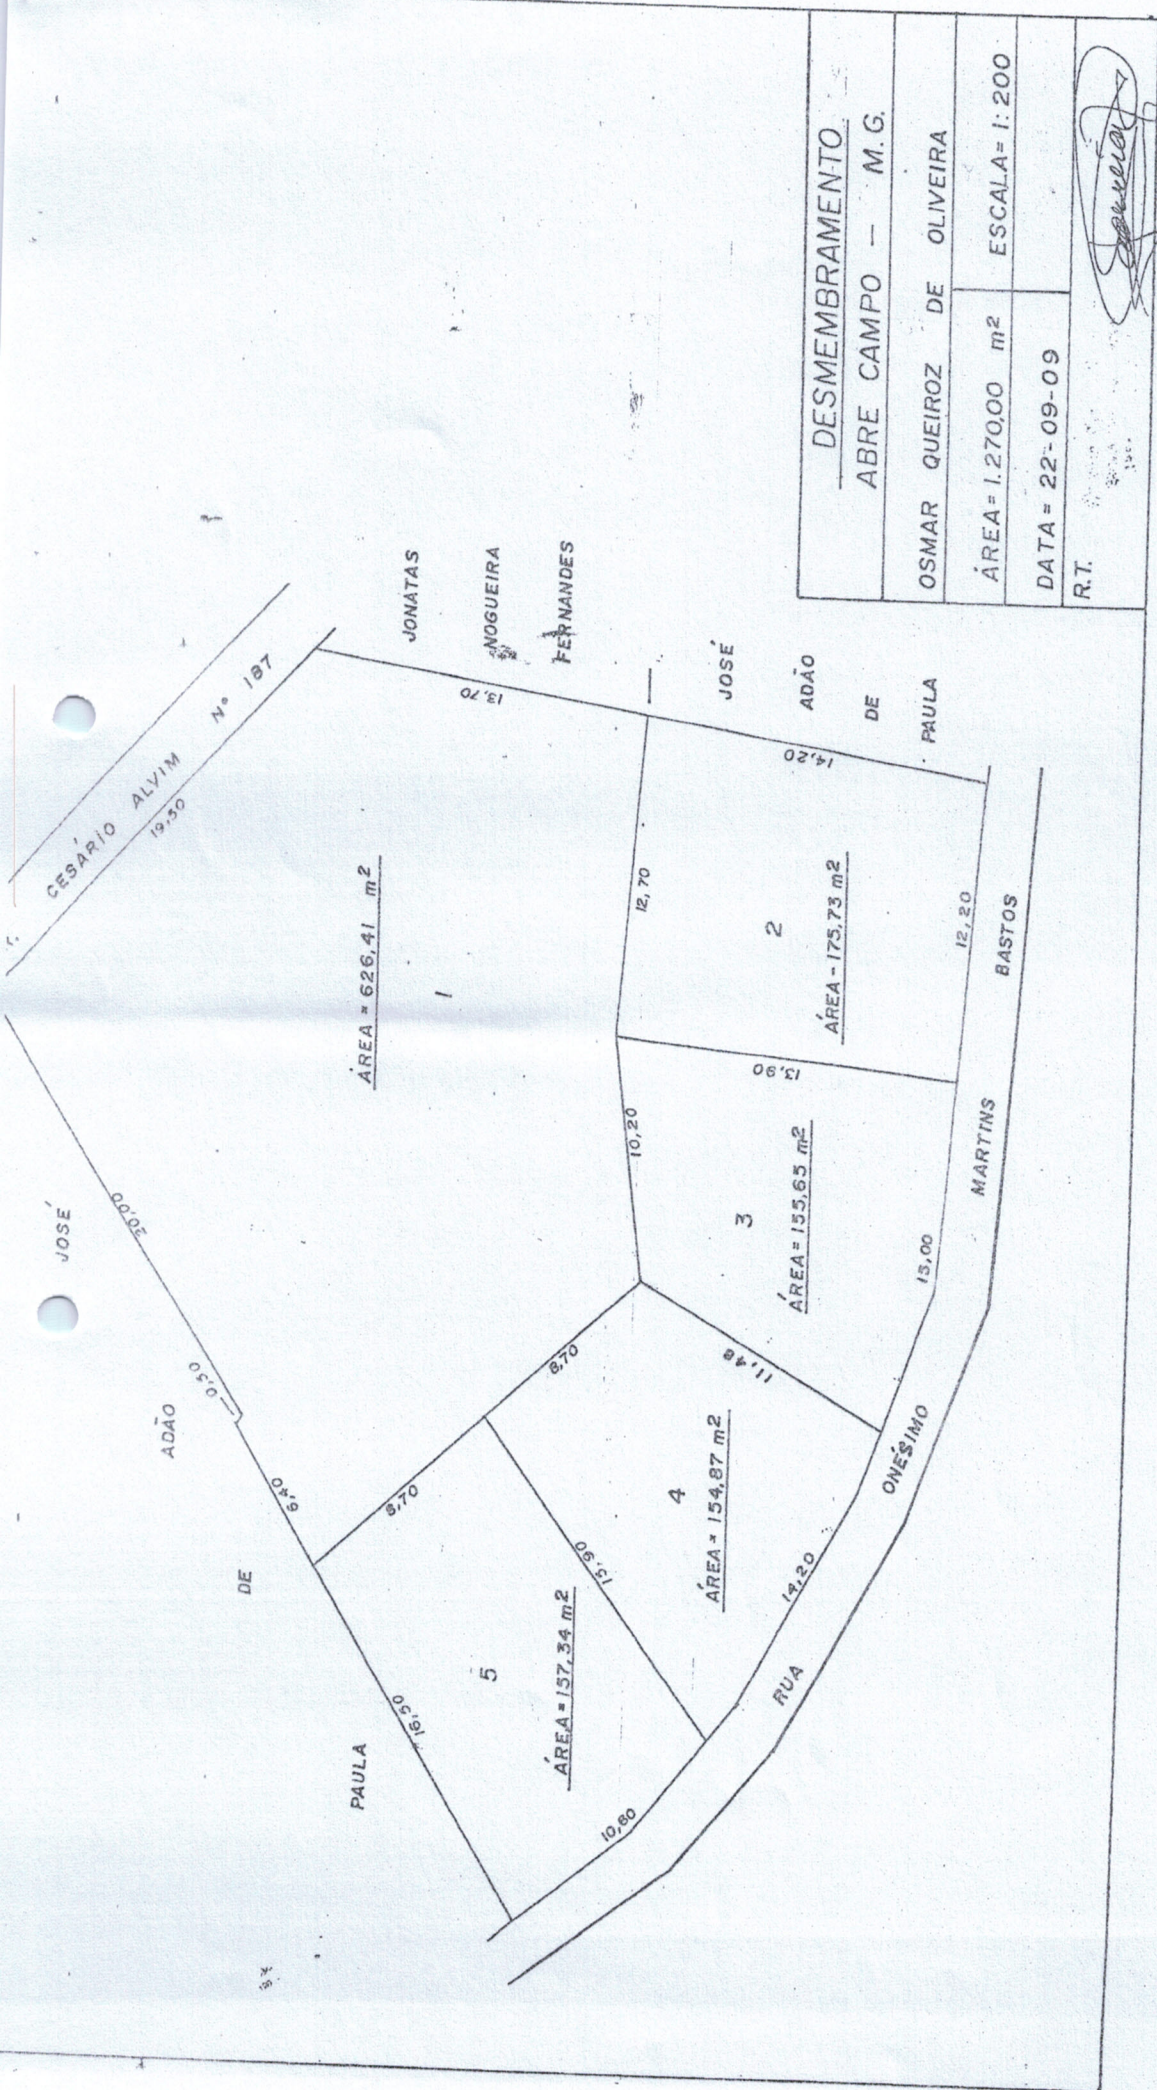 CESÁRIO ALVIM Nº 187
19,50
JOSÉ
ADÃO
DE
PAULA
20,00
0,50
6,40
16,50
JONATAS
NOGUEIRA
FERNANDES
13,70
JOSÉ
ADÃO
DE
PAULA
14,20
ÁREA = 626,41 m²
1
12,70
10,20
8,70
8,70
2
ÁREA - 175,73 m2
12,20
13,90
3
ÁREA = 155,65 m2
13,00
11,48
4
ÁREA = 154,87 m2
14,20
15,90
5
ÁREA = 157,34 m2
10,60
RUA ONÉSIMO MARTINS BASTOS
DESMEMBRAMENTO
ABRE CAMPO — M.G.
OSMAR QUEIROZ DE OLIVEIRA
ÁREA = 1.270,00 m² ESCALA = 1:200
DATA = 22-09-09
R.T.